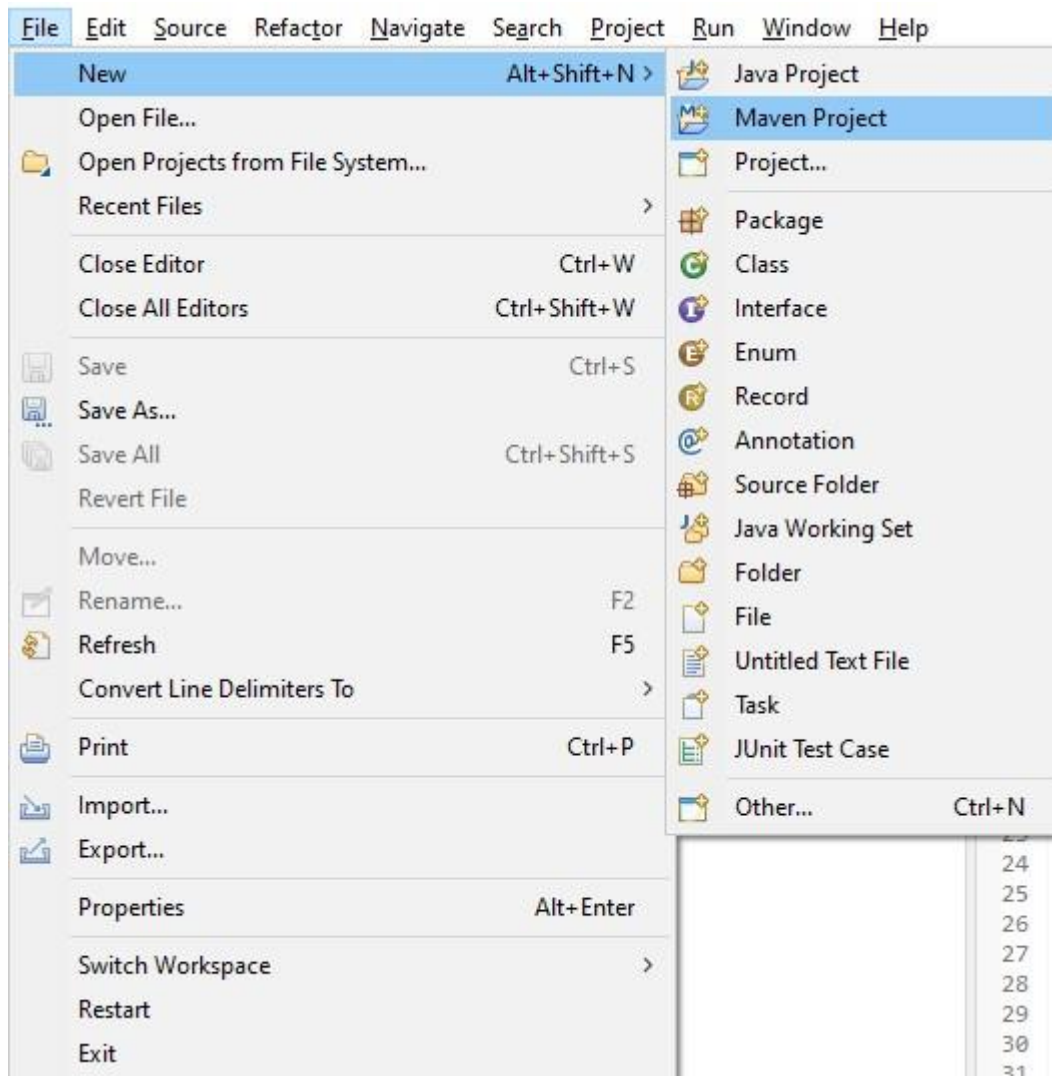 File Edit Source Refactor Navigate Search Project Run Window Help
New Alt+Shift+N >
Open File...
Open Projects from File System...
Recent Files >
Close Editor Ctrl+W
Close All Editors Ctrl+Shift+W
Save Ctrl+S
Save As...
Save All Ctrl+Shift+S
Revert File
Move...
Rename... F2
Refresh F5
Convert Line Delimiters To >
Print Ctrl+P
Import...
Export...
Properties Alt+Enter
Switch Workspace >
Restart
Exit
Java Project
Maven Project
Project...
Package
Class
Interface
Enum
Record
Annotation
Source Folder
Java Working Set
Folder
File
Untitled Text File
Task
JUnit Test Case
Other... Ctrl+N
24
25
26
27
28
29
30
31